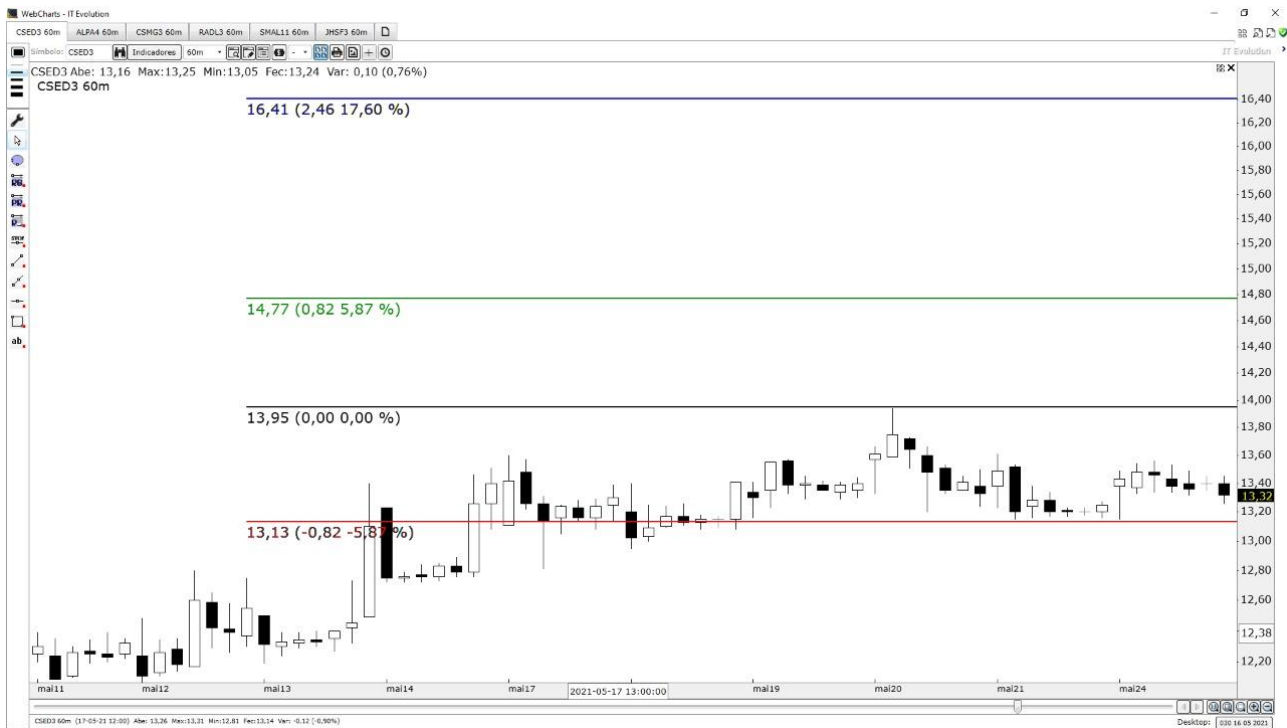 WebCharts - IT Evolution
CSED3 60m ALPA4 60m CSMG3 60m RADL3 60m SMAL11 60m JHSF3 60m
Símbolo: CSED3 Indicadores 60m
IT Evolution
CSED3 Abe: 13,16 Max:13,25 Min:13,05 Fec:13,24 Var: 0,10 (0,76%)
CSED3 60m
16,41 (2,46 17,60 %)
14,77 (0,82 5,87 %)
13,95 (0,00 0,00 %)
13,13 (-0,82 -5,87 %)
16,40
16,20
16,00
15,80
15,60
15,40
15,20
15,00
14,80
14,60
14,40
14,20
14,00
13,80
13,60
13,40
13,32
13,20
13,00
12,80
12,60
12,38
12,20
RB
PR
ab
mai11 mai12 mai13 mai14 mai17 2021-05-17 13:00:00 mai19 mai20 mai21 mai24
CSED3 60m (17-05-21 12:00) Abe: 13,26 Max:13,31 Min:12,81 Fec:13,14 Var: -0,12 (-0,90%)
Desktop: 030 16 05 2021